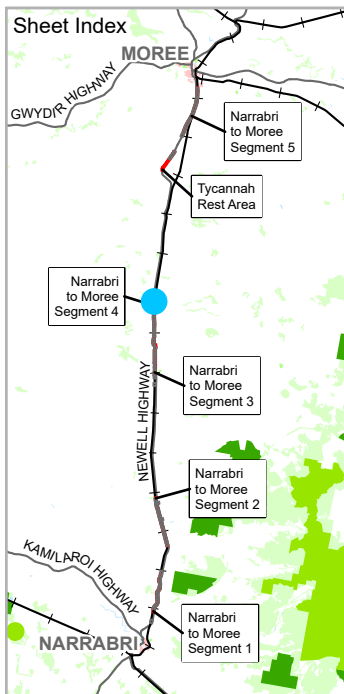 Sheet Index
MOREE
GWYDIR HIGHWAY
Narrabri
to Moree
Segment 5
Tycannah
Rest Area
Narrabri
to Moree
Segment 4
Narrabri
to Moree
Segment 3
NEWELL HIGHWAY
Narrabri
to Moree
Segment 2
KAMILAROI HIGHWAY
Narrabri
to Moree
Segment 1
NARRABRI